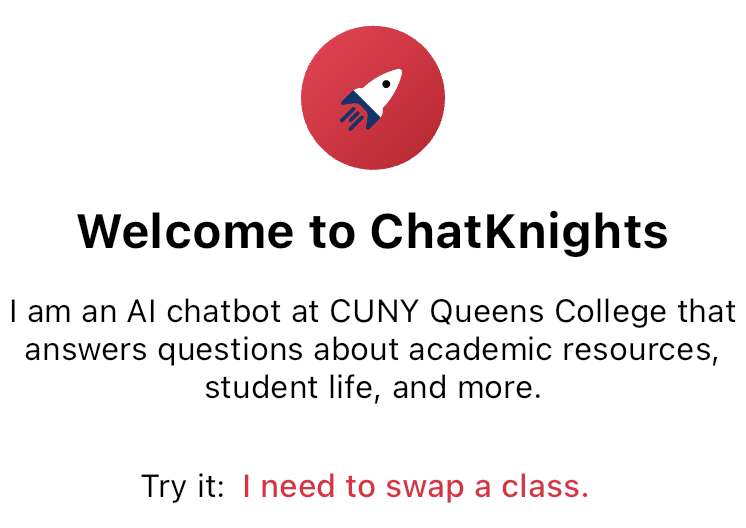 Welcome to ChatKnights
I am an AI chatbot at CUNY Queens College that
answers questions about academic resources,
student life, and more.
Try it: I need to swap a class.